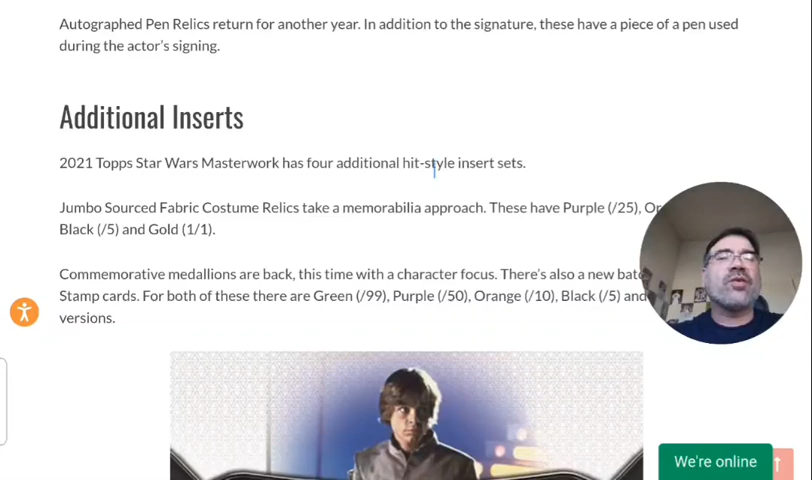 Autographed Pen Relics return for another year. In addition to the signature, these have a piece of a pen used
during the actor's signing.
Additional Inserts
2021 Topps Star Wars Masterwork has four additional hit-style insert sets.
Jumbo Sourced Fabric Costume Relics take a memorabilia approach. These have Purple (/25),
Black (/5) and Gold (1/1).
Commemorative medallions are back, this time with a character focus. There's also a new
Stamp cards. For both of these there are Green (/99), Purple (/50), Orange (/10), Black (/5) and
versions.
We're online